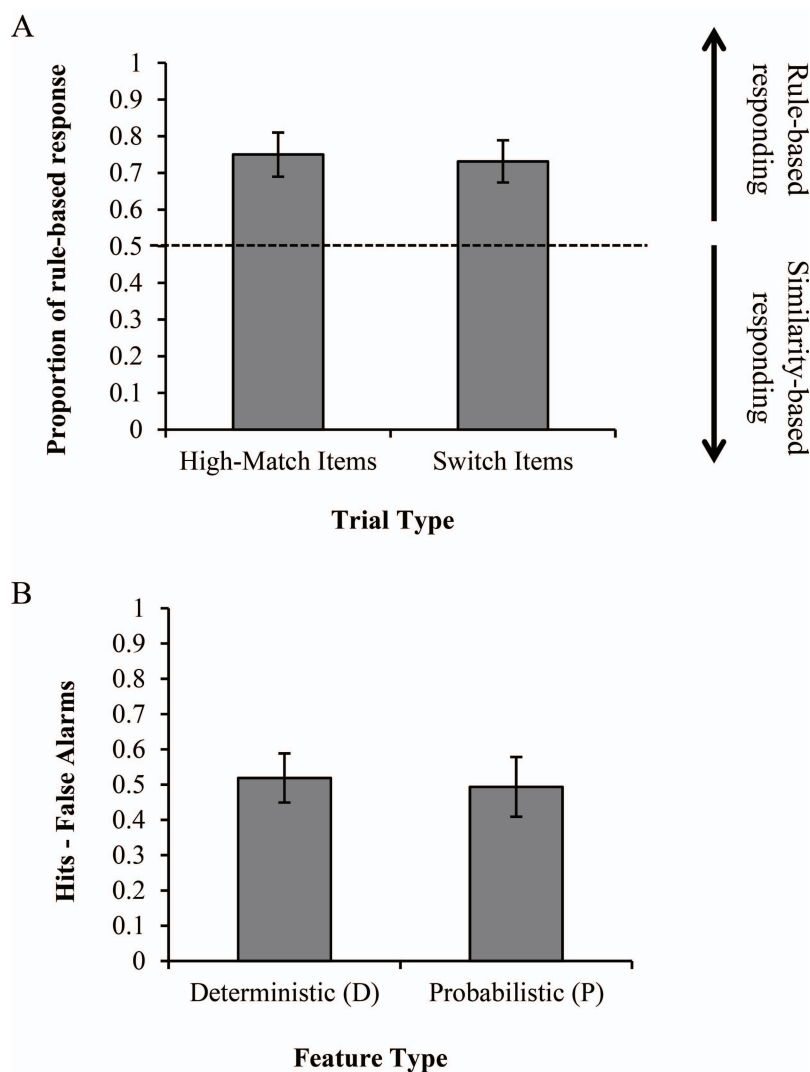 A
Proportion of rule-based response
1
0.9
0.8
0.7
0.6
0.5
0.4
0.3
0.2
0.1
0
High-Match Items
Switch Items
Trial Type
Rule-based
responding
Similarity-based
responding
B
Hits - False Alarms
1
0.9
0.8
0.7
0.6
0.5
0.4
0.3
0.2
0.1
0
Deterministic (D)
Probabilistic (P)
Feature Type